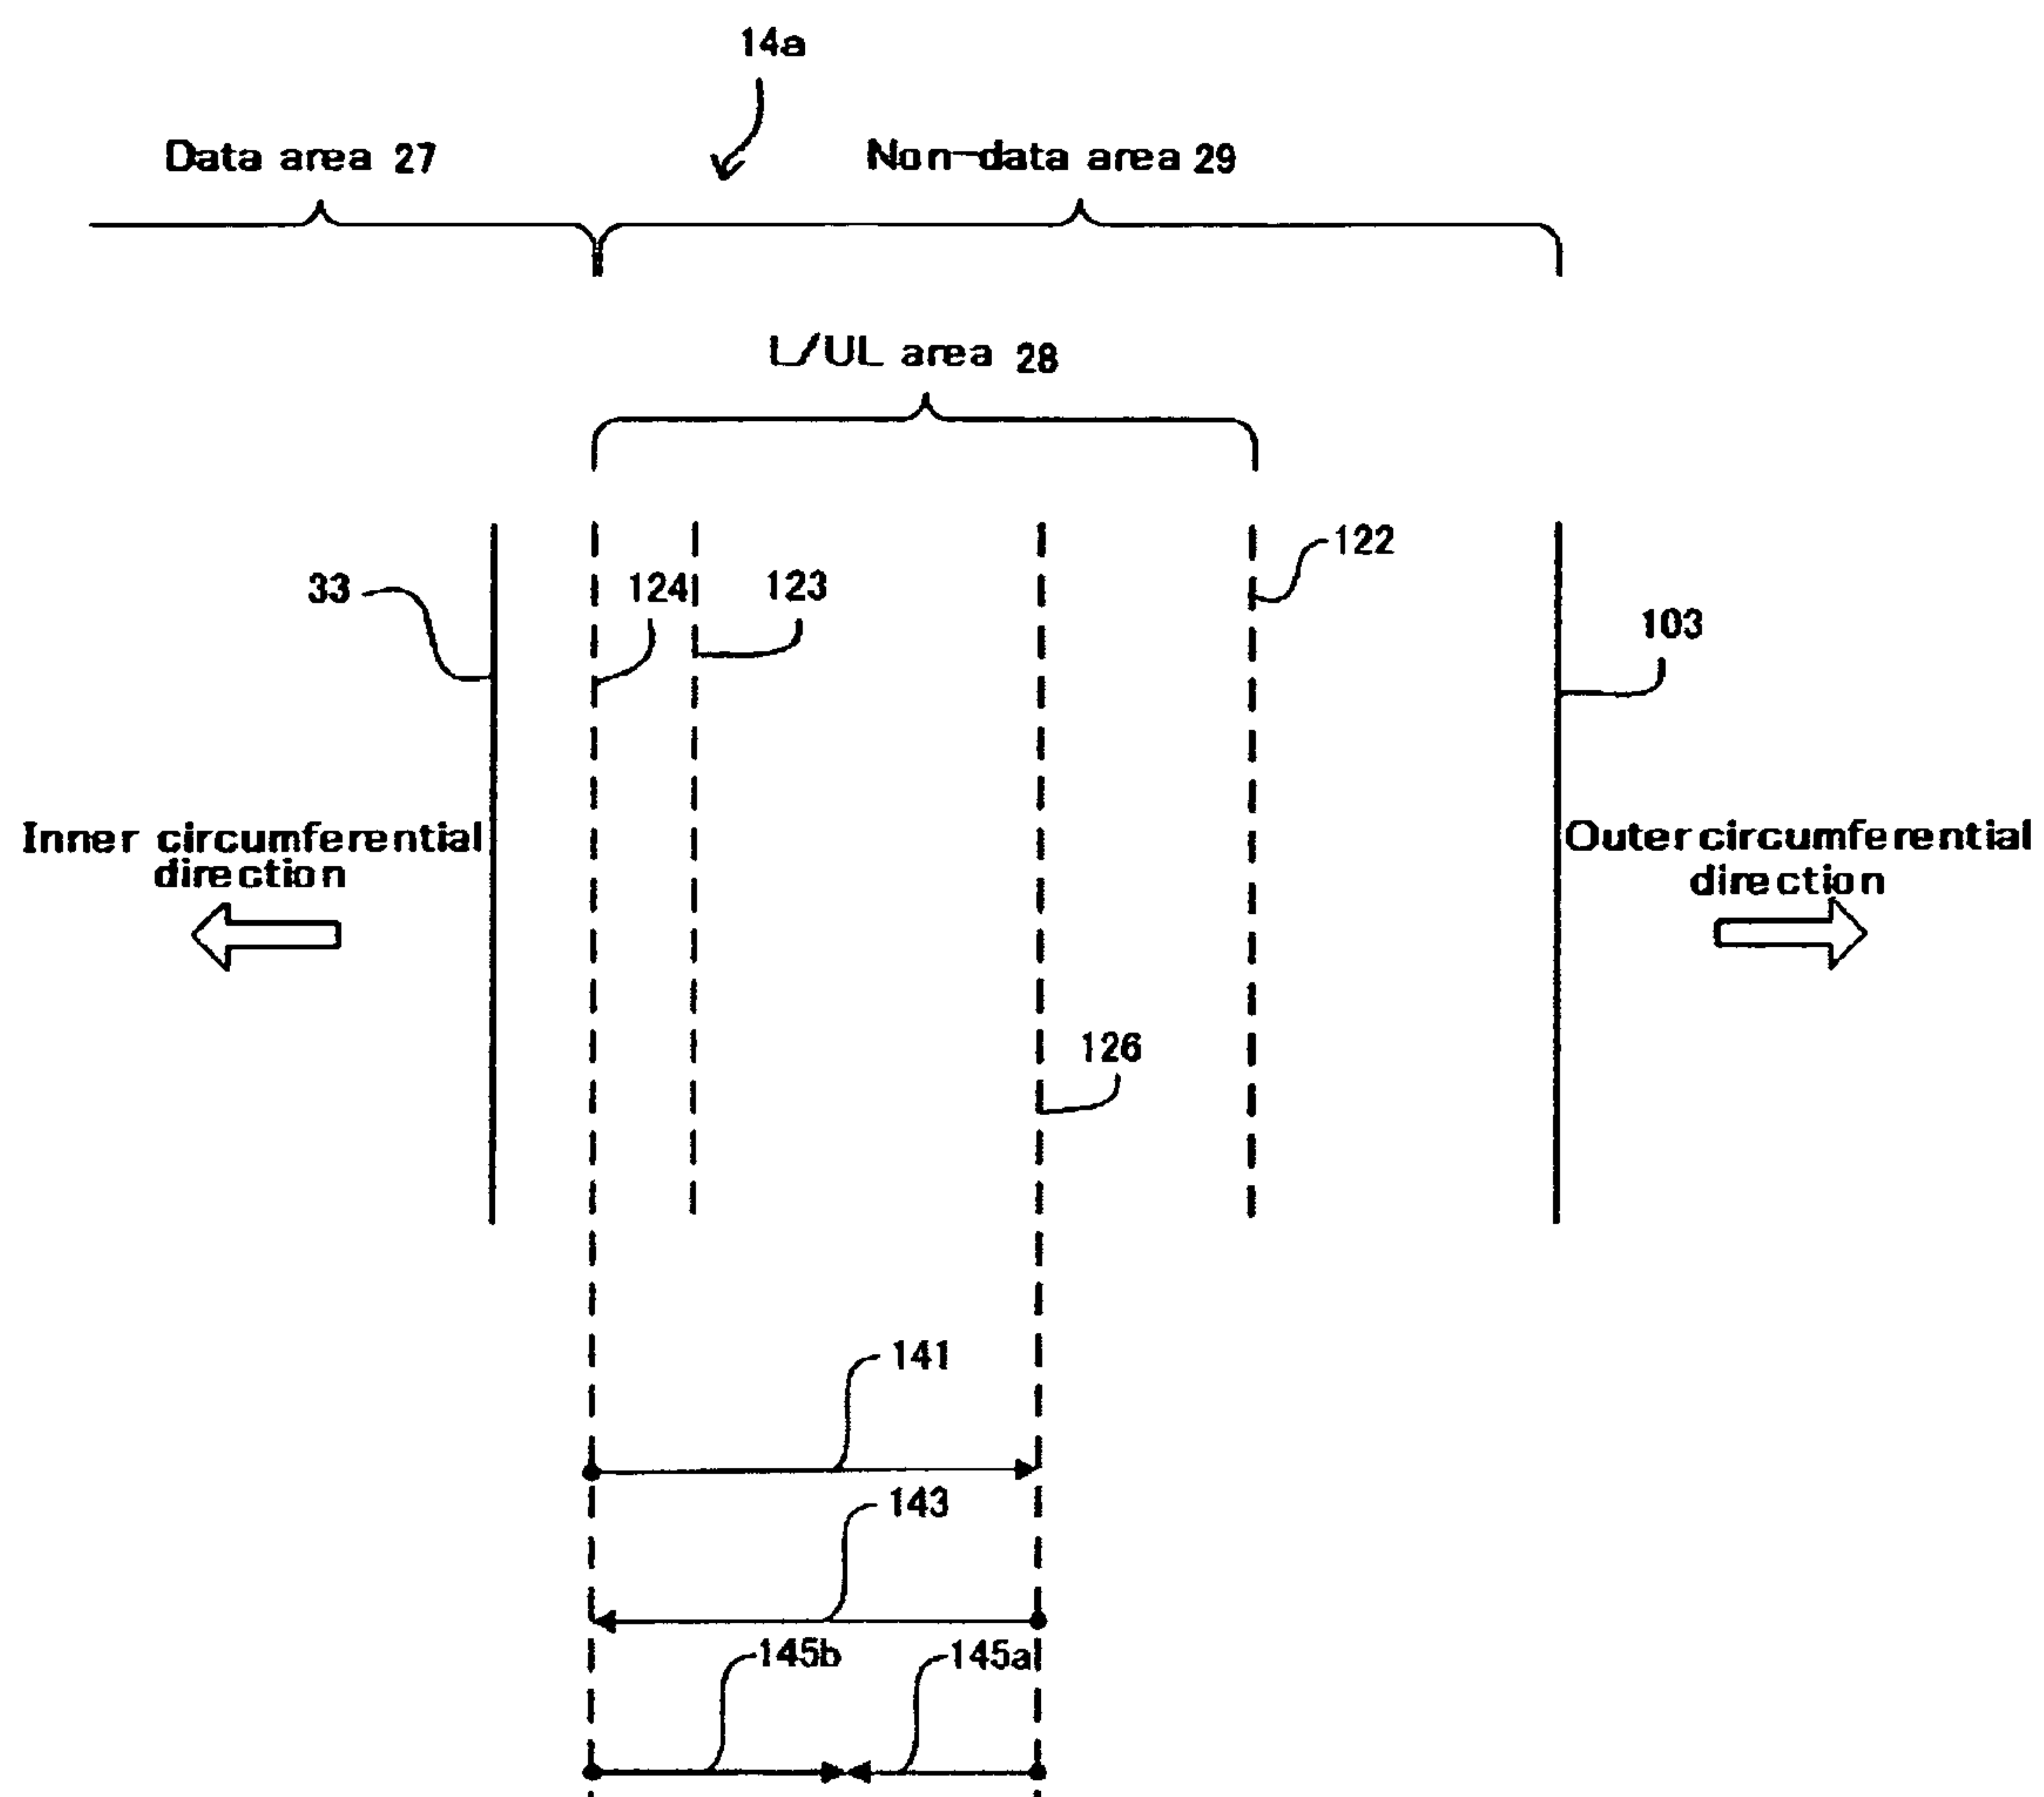 14a
Data area 27
Non-data area 29
L/UL area 28
122
33
124
123
103
Inner circumferential
direction
Outer circumferential
direction
126
141
143
145b
145a